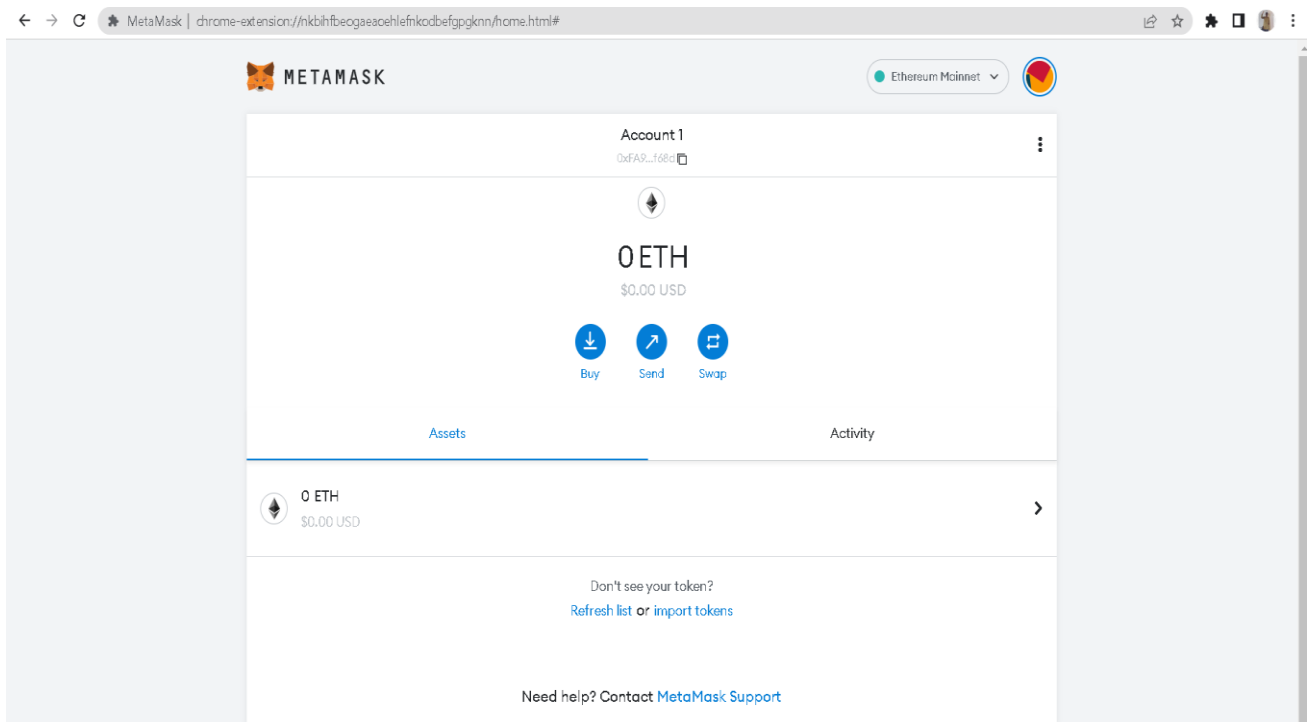 MetaMask | chrome-extension://nkbihfbeogaeaoehlefnkodbefgpgknn/home.html#
METAMASK
Ethereum Mainnet
Account 1
0xFA9...f68d
0 ETH
$0.00 USD
Buy Send Swap
Assets Activity
0 ETH
$0.00 USD
Don't see your token?
Refresh list or import tokens
Need help? Contact MetaMask Support